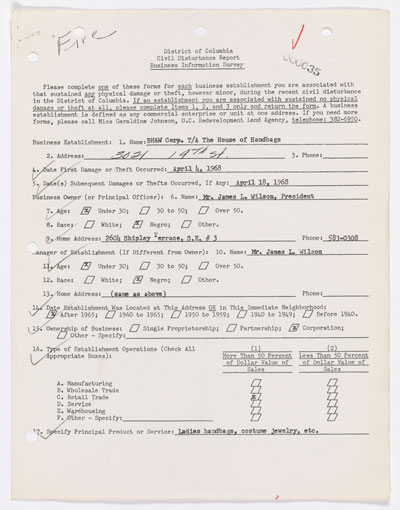 Fire
000035
District of Columbia
Civil Disturbance Report
Business Information Survey
Please complete one of these forms for each business establishment you are associated with
that sustained any physical damage or theft, however minor, during the recent civil disturbance
in the District of Columbia. If an establishment you are associated with sustained no physical
damage or theft at all, please complete Items 1, 2, and 3 only and return the form. A business
establishment is defined as any commercial enterprise or unit at one address. If you need more
forms, please call Miss Geraldine Johnson, D.C. Redevelopment Land Agency, telephone: 382-6950.
Business Establishment: 1. Name: BH&W Corp. T/A The House of Handbags
2. Address: 3021 14th St. 3. Phone:
4. Date First Damage or Theft Occurred: April 4, 1968
5. Date(s) Subsequent Damages or Thefts Occurred, If Any: April 18, 1968
Business Owner (or Principal Officer): 6. Name: Mr. James L. Wilson, President
7. Age: X Under 30; 30 to 50; Over 50.
8. Race: White; X Negro; Other.
9. Home Address: 2604 Shipley Terrace, S.E. # 3 Phone: 583-0308
Manager of Establishment (If Different from Owner): 10. Name: Mr. James L. Wilson
11. Age: X Under 30; 30 to 50; Over 50.
12. Race: White; X Negro; Other.
13. Home Address: (same as above) Phone:
14. Date Establishment Was Located at This Address OR in This Immediate Neighborhood:
X After 1965; 1960 to 1965; 1950 to 1959; 1940 to 1949; Before 1940.
15. Ownership of Business: Single Proprietorship; Partnership; X Corporation;
Other - Specify:
16. Type of Establishment Operations (Check All (1) (2)
Appropriate Boxes): More Than 50 Percent Less Than 50 Percent
of Dollar Value of of Dollar Value of
Sales Sales
A. Manufacturing
B. Wholesale Trade
C. Retail Trade X
D. Service
E. Warehousing
F. Other - Specify:
17. Specify Principal Product or Service: Ladies handbags, costume jewelry, etc.